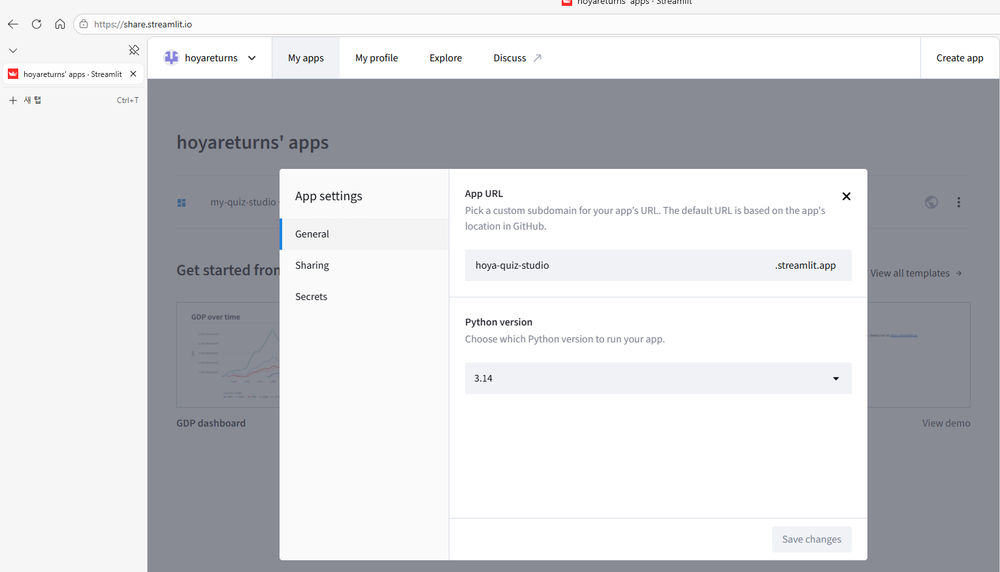 hoyareturns' apps · Streamlit
https://share.streamlit.io
hoyareturns' apps · Streamlit
새 탭 Ctrl+T
hoyareturns My apps My profile Explore Discuss Create app
hoyareturns' apps
my-quiz-studio
Get started from
View all templates
GDP over time
GDP dashboard
View demo
App settings
General
Sharing
Secrets
App URL
Pick a custom subdomain for your app’s URL. The default URL is based on the app's
location in GitHub.
hoya-quiz-studio .streamlit.app
Python version
Choose which Python version to run your app.
3.14
Save changes